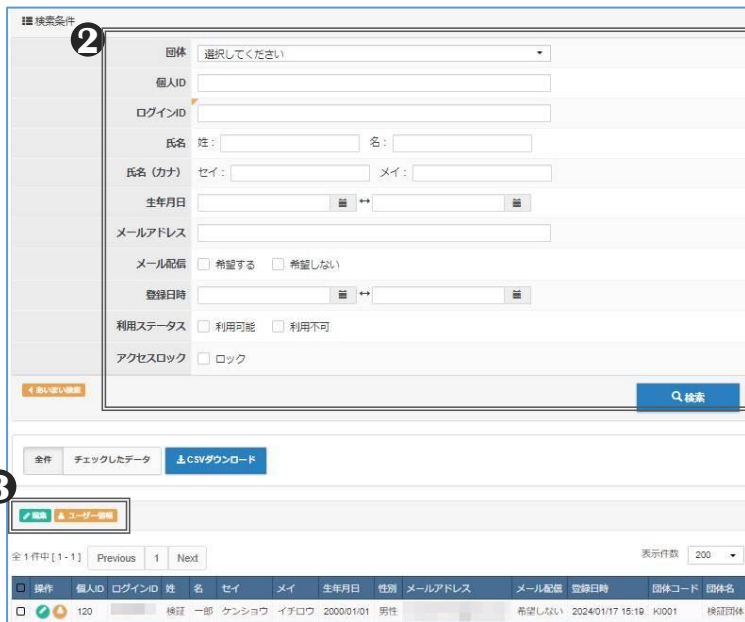 検索条件
❷
団体 選択してください
個人ID
ログインID
氏名 姓： 名：
氏名（カナ） セイ： メイ：
生年月日 ↔
メールアドレス
メール配信 希望する 希望しない
登録日時 ↔
利用ステータス 利用可能 利用不可
アクセスロック ロック
あいまい検索 検索
全件 チェックしたデータ CSVダウンロード
❸
編集 ユーザー情報
全1件中 [ 1 - 1 ] Previous 1 Next 表示件数 200
操作 個人ID ログインID 姓 名 セイ メイ 生年月日 性別 メールアドレス メール配信 登録日時 団体コード 団体名
120 検証 一郎 ケンショウ イチロウ 2000/01/01 男性 希望しない 2024/01/17 15:19 KI001 検証団体